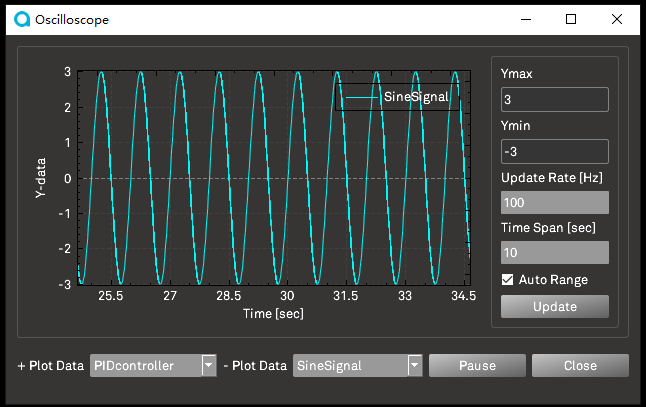 Oscilloscope
3
2
1
0
-1
-2
-3
Y-data
SineSignal
25.5 27 28.5 30 31.5 33 34.5
Time [sec]
Ymax
3
Ymin
-3
Update Rate [Hz]
100
Time Span [sec]
10
Auto Range
Update
+ Plot Data PIDcontroller - Plot Data SineSignal Pause Close